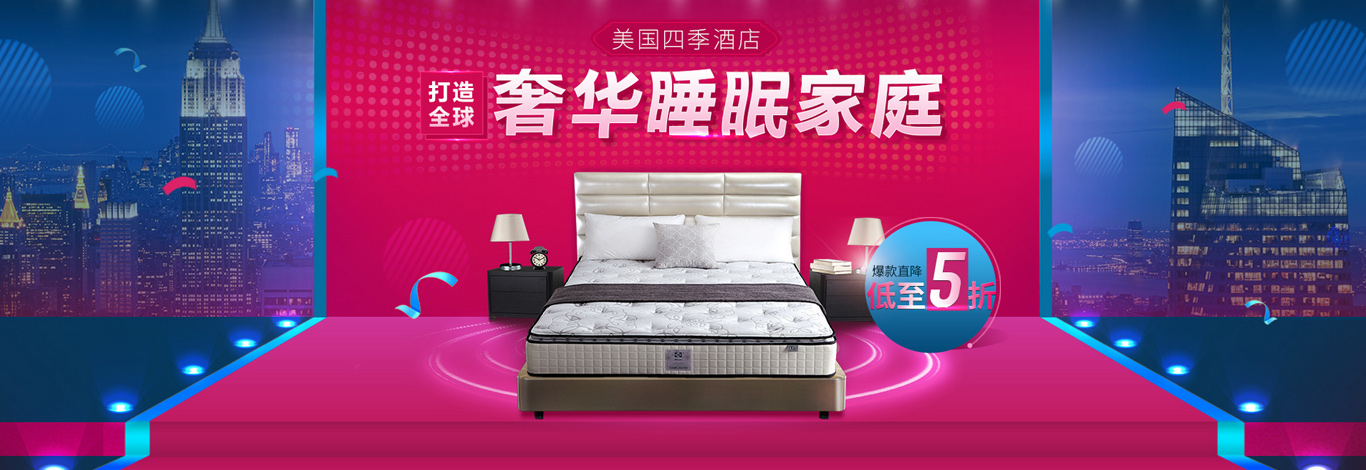 美国四季酒店
打造
全球
奢华睡眠家庭
爆款直降
低至5折